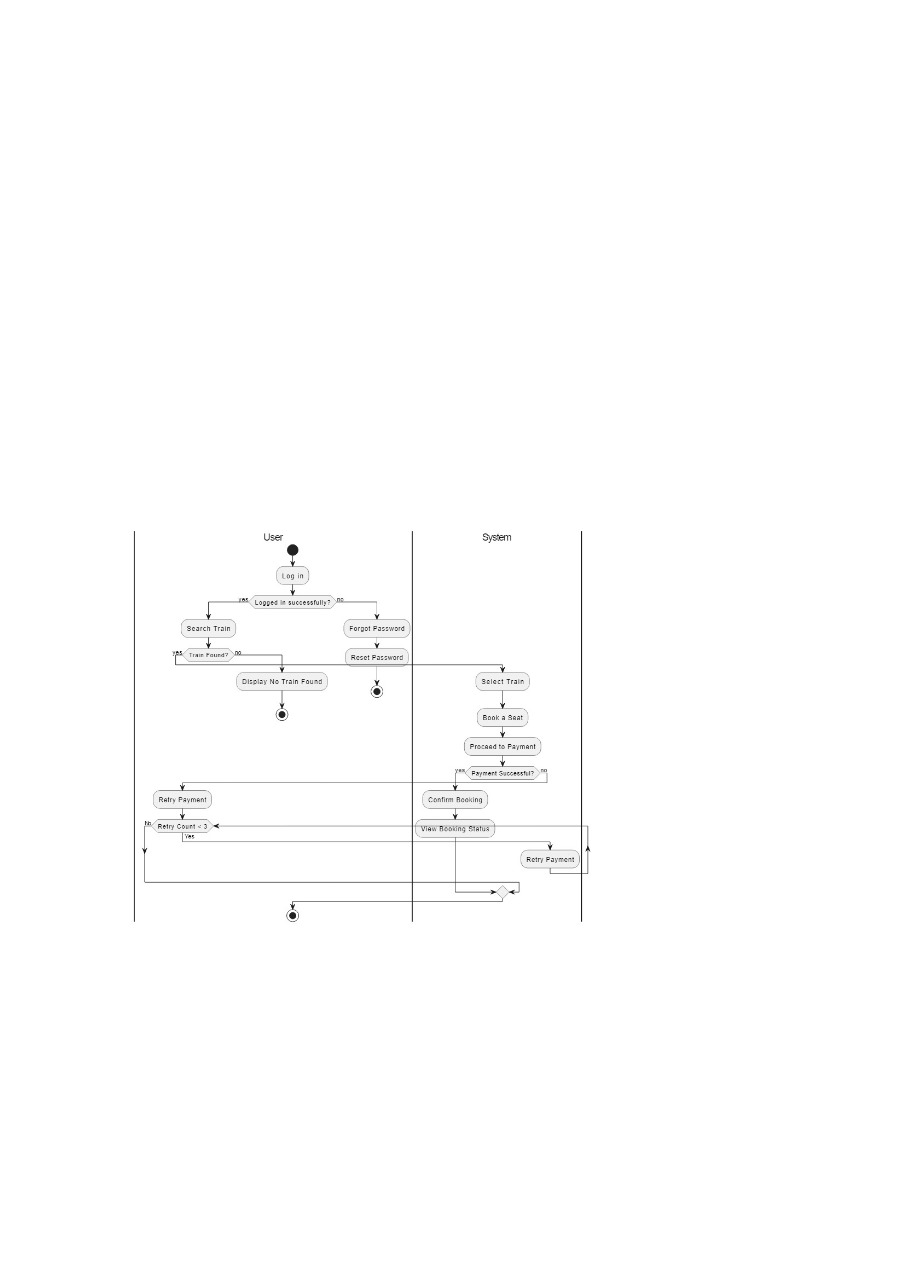 User
System
Log in
yes
Logged in successfully?
no
Search Train
Forgot Password
yes
Train Found?
no
Reset Password
Display No Train Found
Select Train
Book a Seat
Proceed to Payment
yes
Payment Successful?
no
Retry Payment
Confirm Booking
No
Retry Count < 3
View Booking Status
Yes
Retry Payment